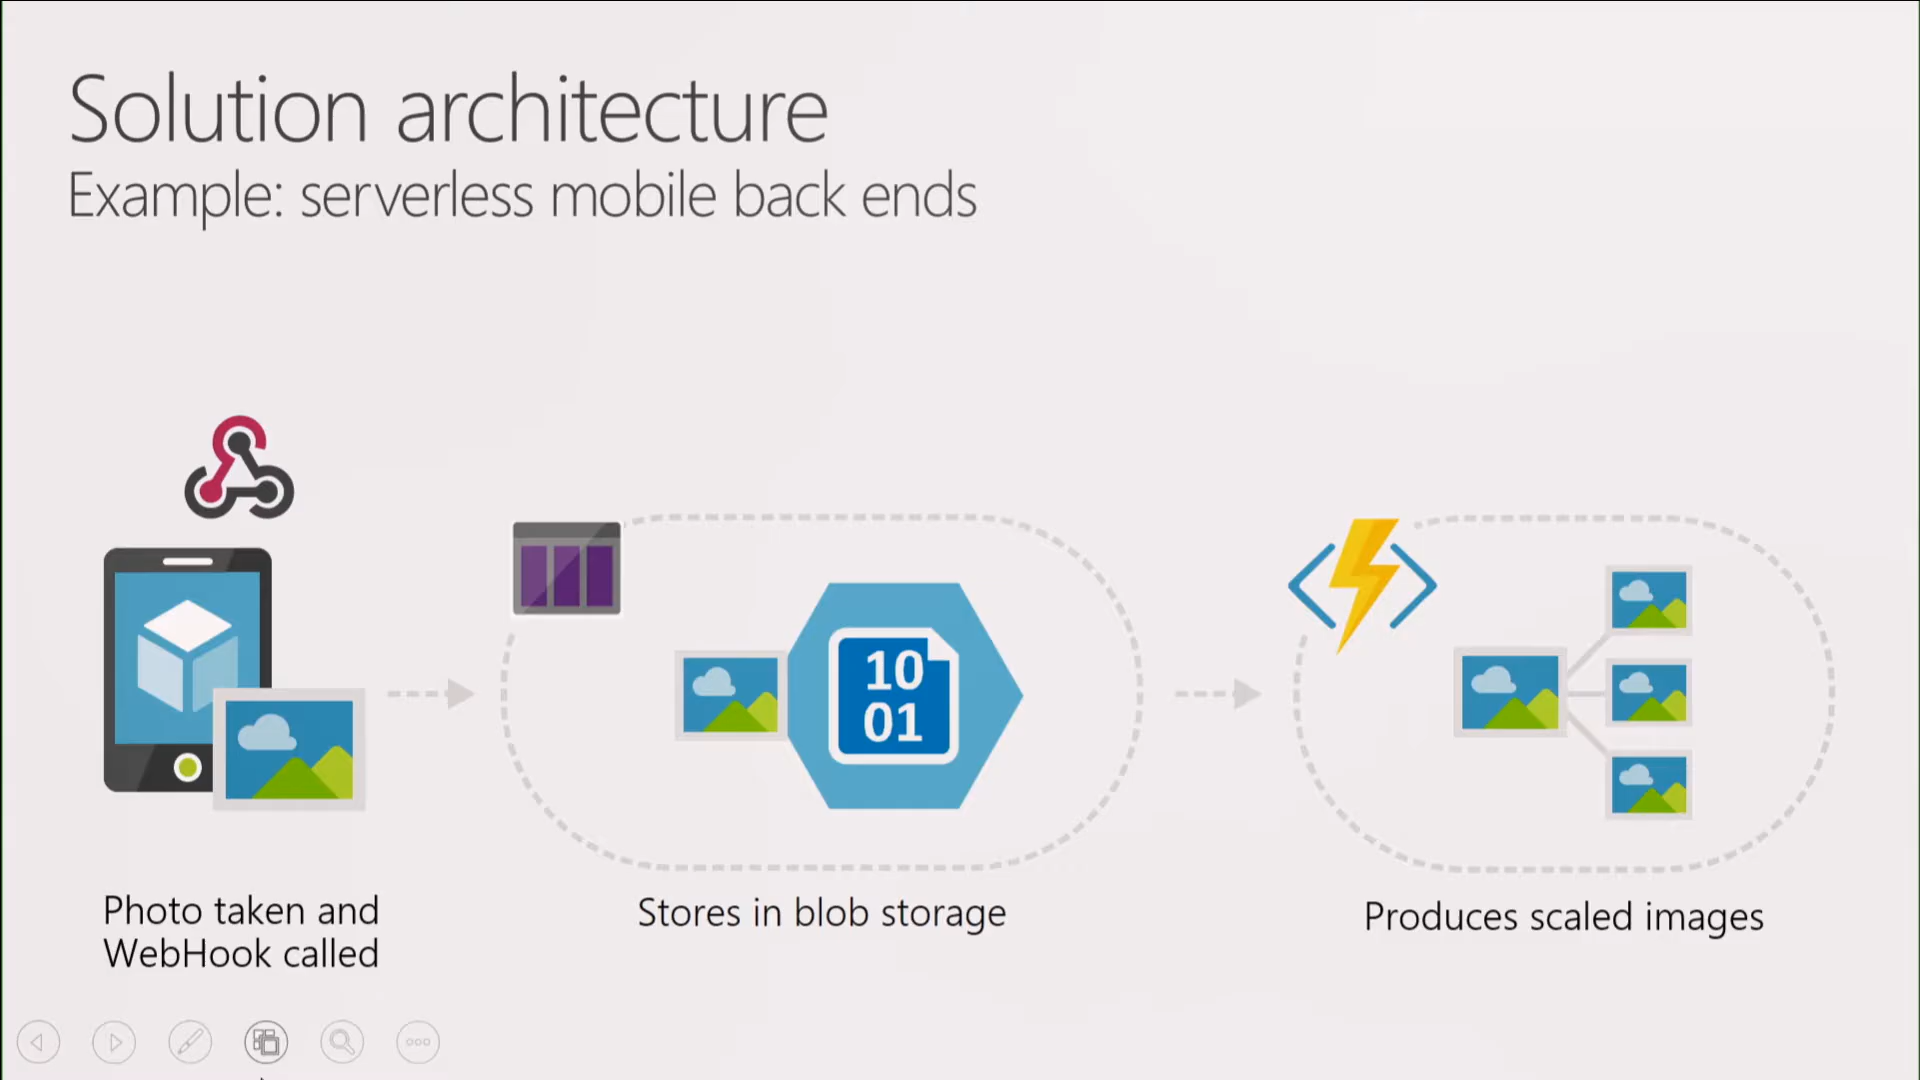 Solution architecture
Example: serverless mobile back ends
10
01
Photo taken and
WebHook called
Stores in blob storage
Produces scaled images